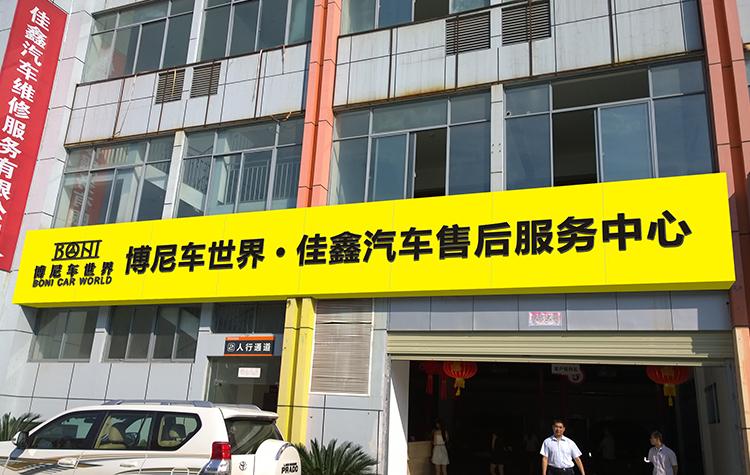 佳鑫汽车维修服务有限公司
BONI
博尼车世界
BONI CAR WORLD
博尼车世界·佳鑫汽车售后服务中心
人行通道
PRADO